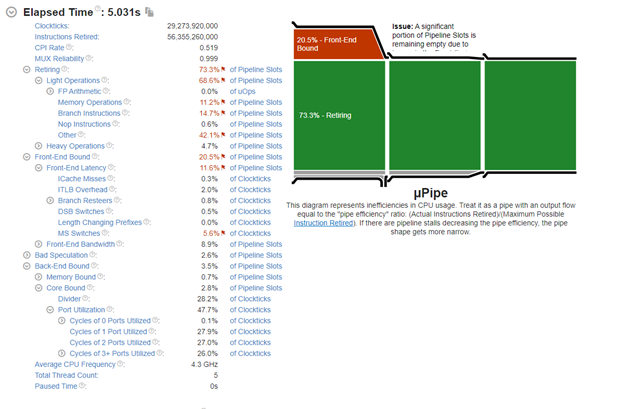 Elapsed Time: 5.031s
Clockticks: 29,273,920,000
Instructions Retired: 56,355,260,000
CPI Rate: 0.519
MUX Reliability: 0.999
Retiring: 73.3% of Pipeline Slots
Light Operations: 68.6% of Pipeline Slots
FP Arithmetic: 0.0% of uOps
Memory Operations: 11.2% of Pipeline Slots
Branch Instructions: 14.7% of Pipeline Slots
Nop Instructions: 0.6% of Pipeline Slots
Other: 42.1% of Pipeline Slots
Heavy Operations: 4.7% of Pipeline Slots
Front-End Bound: 20.5% of Pipeline Slots
Front-End Latency: 11.6% of Pipeline Slots
ICache Misses: 0.3% of Clockticks
ITLB Overhead: 2.0% of Clockticks
Branch Resteers: 0.8% of Clockticks
DSB Switches: 0.5% of Clockticks
Length Changing Prefixes: 0.0% of Clockticks
MS Switches: 5.6% of Clockticks
Front-End Bandwidth: 8.9% of Pipeline Slots
Bad Speculation: 2.6% of Pipeline Slots
Back-End Bound: 3.5% of Pipeline Slots
Memory Bound: 0.7% of Pipeline Slots
Core Bound: 2.8% of Pipeline Slots
Divider: 28.2% of Clockticks
Port Utilization: 47.7% of Clockticks
Cycles of 0 Ports Utilized: 0.1% of Clockticks
Cycles of 1 Port Utilized: 27.9% of Clockticks
Cycles of 2 Ports Utilized: 27.0% of Clockticks
Cycles of 3+ Ports Utilized: 26.0% of Clockticks
Average CPU Frequency: 4.3 GHz
Total Thread Count: 5
Paused Time: 0s
20.5% - Front-End
Bound
73.3% - Retiring
Issue: A significant
portion of Pipeline Slots is
remaining empty due to
µPipe
This diagram represents inefficiencies in CPU usage. Treat it as a pipe with an output flow
equal to the "pipe efficiency" ratio: (Actual Instructions Retired)/(Maximum Possible
Instruction Retired). If there are pipeline stalls decreasing the pipe efficiency, the pipe
shape gets more narrow.